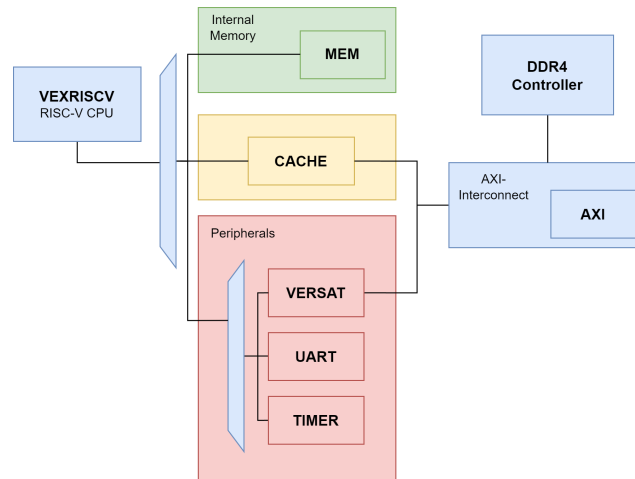 Internal
Memory
MEM
VEXRISCV
RISC-V CPU
DDR4
Controller
CACHE
AXI-
Interconnect
AXI
Peripherals
VERSAT
UART
TIMER